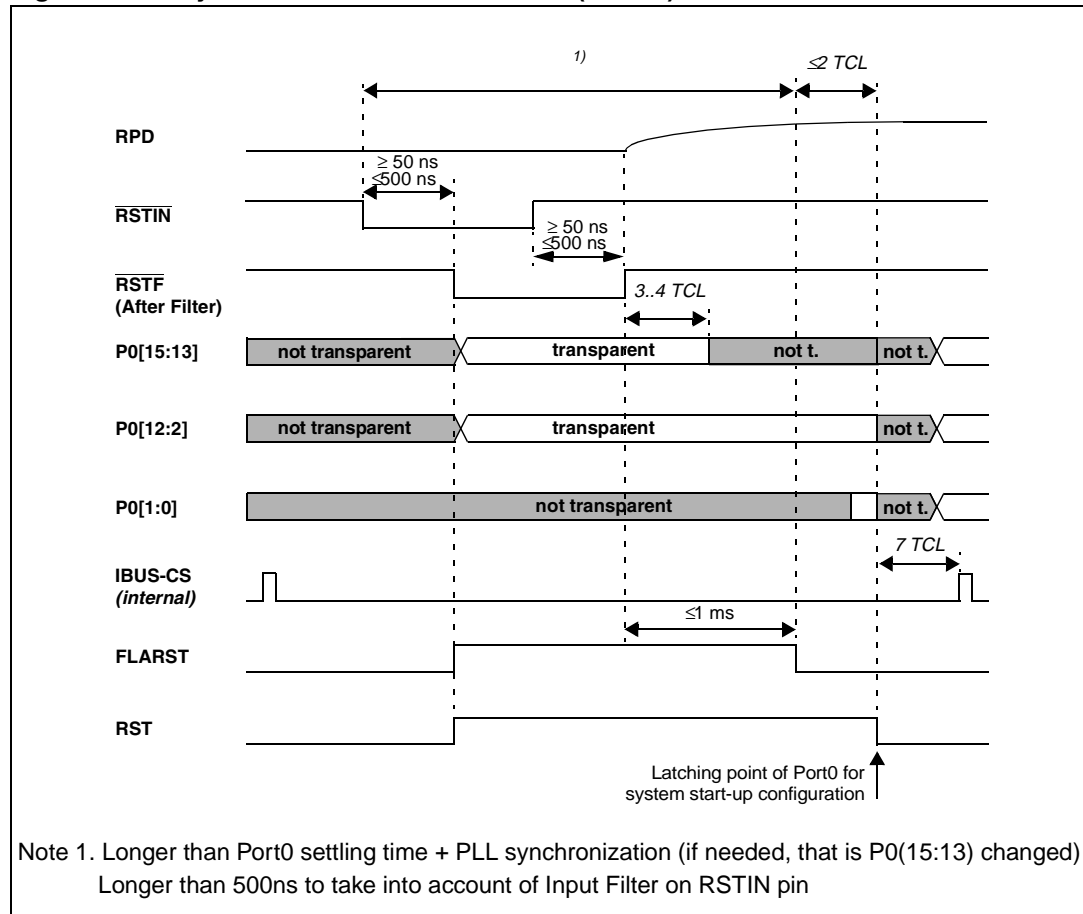 1)
≤2 TCL
RPD
≥ 50 ns
≤500 ns
RSTIN
≥ 50 ns
≤500 ns
RSTF
(After Filter)
3..4 TCL
P0[15:13] not transparent transparent not t. not t.
P0[12:2] not transparent transparent not t.
P0[1:0] not transparent not t.
7 TCL
IBUS-CS
(internal)
≤1 ms
FLARST
RST
Latching point of Port0 for
system start-up configuration
Note 1. Longer than Port0 settling time + PLL synchronization (if needed, that is P0(15:13) changed)
Longer than 500ns to take into account of Input Filter on RSTIN pin